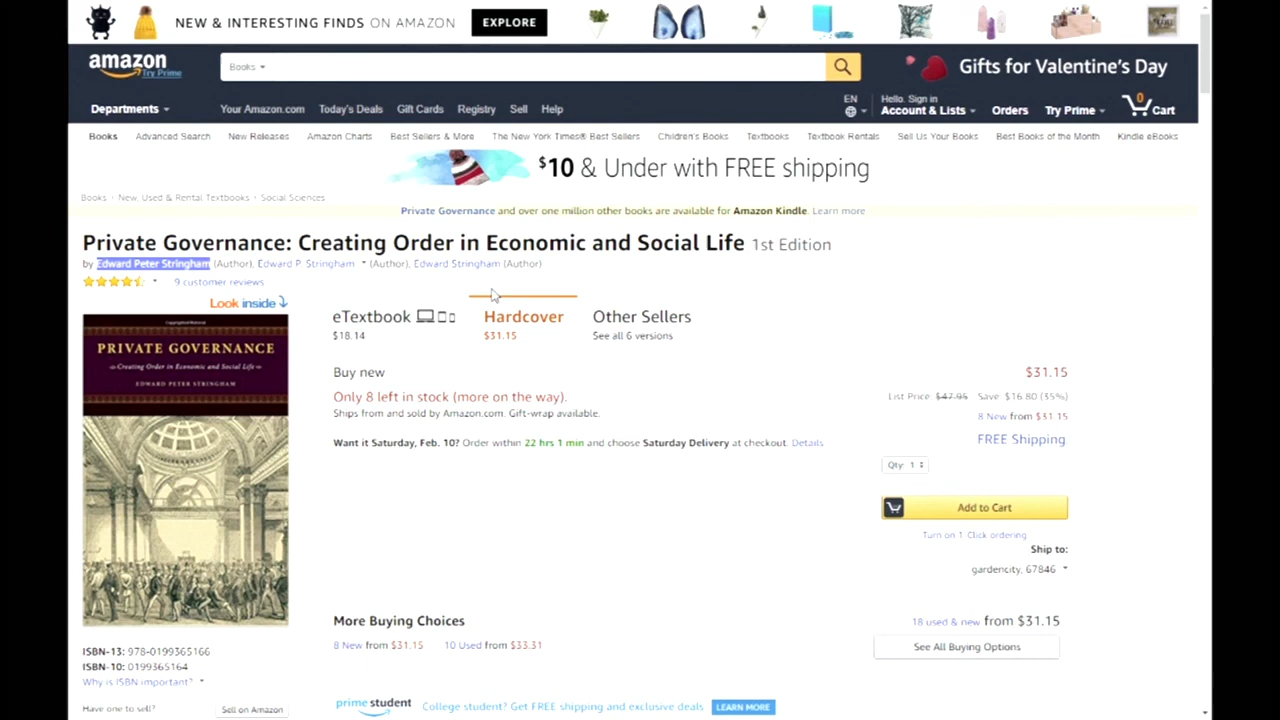 NEW & INTERESTING FINDS ON AMAZON EXPLORE
amazon
Try Prime
Books
Gifts for Valentine's Day
Departments
Your Amazon.com Today's Deals Gift Cards Registry Sell Help
EN
Hello. Sign in
Account & Lists
Orders
Try Prime
0
Cart
Books Advanced Search New Releases Amazon Charts Best Sellers & More The New York Times® Best Sellers Children's Books Textbooks Textbook Rentals Sell Us Your Books Best Books of the Month Kindle eBooks
$10 & Under with FREE shipping
Books › New, Used & Rental Textbooks › Social Sciences
Private Governance and over one million other books are available for Amazon Kindle. Learn more
Private Governance: Creating Order in Economic and Social Life 1st Edition
by Edward Peter Stringham (Author), Edward P. Stringham (Author), Edward Stringham (Author)
9 customer reviews
Look inside
PRIVATE GOVERNANCE
Creating Order in Economic and Social Life
EDWARD PETER STRINGHAM
eTextbook
$18.14
Hardcover
$31.15
Other Sellers
See all 6 versions
Buy new
$31.15
Only 8 left in stock (more on the way).
Ships from and sold by Amazon.com. Gift-wrap available.
List Price: $47.95 Save: $16.80 (35%)
8 New from $31.15
FREE Shipping
Want it Saturday, Feb. 10? Order within 22 hrs 1 min and choose Saturday Delivery at checkout. Details
Qty: 1
Add to Cart
Turn on 1 Click ordering
Ship to:
gardencity, 67846
More Buying Choices
8 New from $31.15 10 Used from $33.31
18 used & new from $31.15
See All Buying Options
ISBN-13: 978-0199365166
ISBN-10: 0199365164
Why is ISBN important?
Have one to sell?
Sell on Amazon
prime student
College student? Get FREE shipping and exclusive deals LEARN MORE